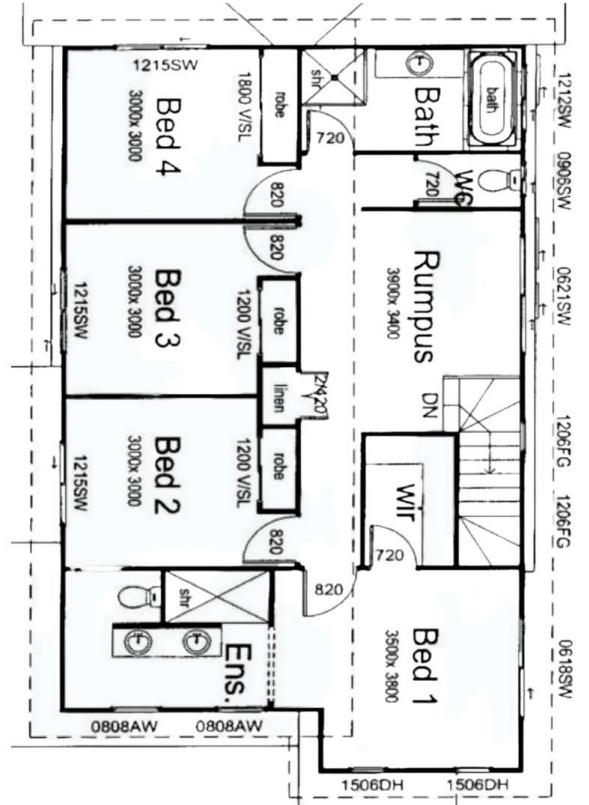 1215SW
Bed 4
3000x 3000
1800 V/SL
robe
shr
720
Bath
bath
1212SW
820
720
WC
0906SW
820
Bed 3
3000x 3000
1215SW
1200 V/SL
robe
Rumpus
3900x 3400
0621SW
linen
2/420
DN
Bed 2
3000x 3000
1215SW
1200 V/SL
robe
820
wir
720
1206FG
1206FG
shr
Ens.
820
Bed 1
3500x 3800
0618SW
0808AW
0808AW
1506DH
1506DH